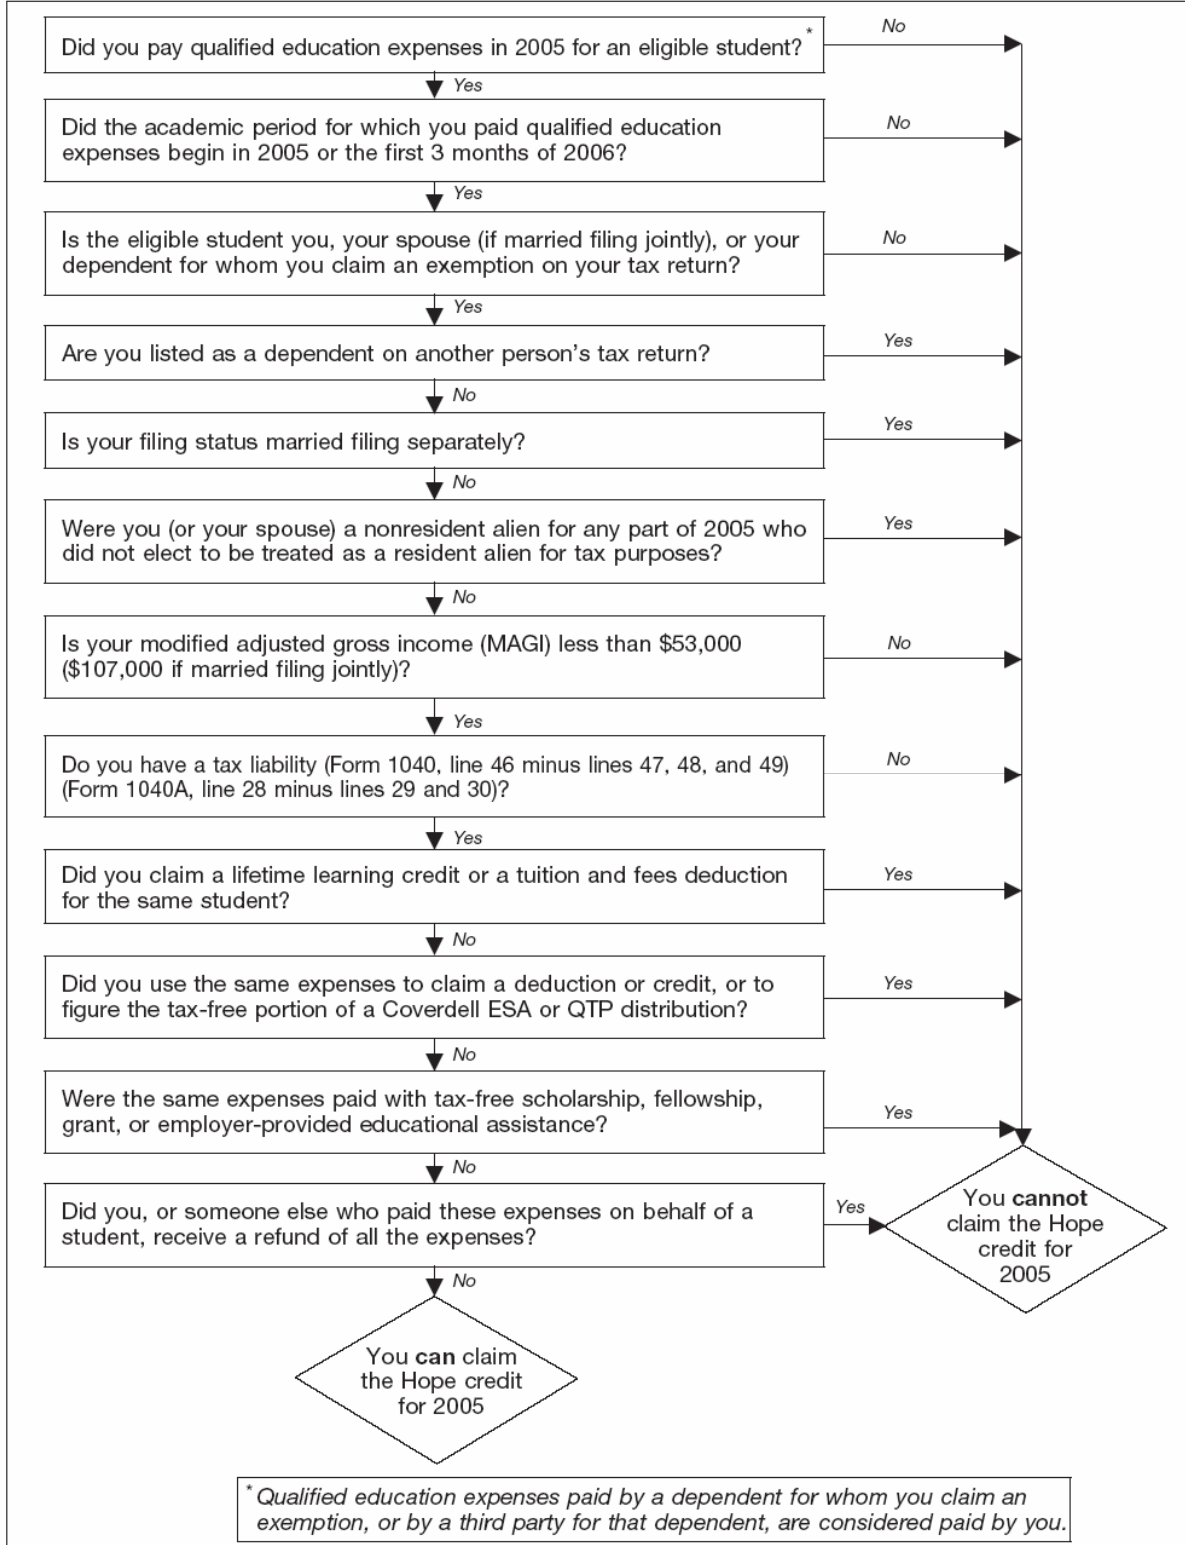 Did you pay qualified education expenses in 2005 for an eligible student?*
No
Yes
Did the academic period for which you paid qualified education
expenses begin in 2005 or the first 3 months of 2006?
No
Yes
Is the eligible student you, your spouse (if married filing jointly), or your
dependent for whom you claim an exemption on your tax return?
No
Yes
Are you listed as a dependent on another person's tax return?
Yes
No
Is your filing status married filing separately?
Yes
No
Were you (or your spouse) a nonresident alien for any part of 2005 who
did not elect to be treated as a resident alien for tax purposes?
Yes
No
Is your modified adjusted gross income (MAGI) less than $53,000
($107,000 if married filing jointly)?
No
Yes
Do you have a tax liability (Form 1040, line 46 minus lines 47, 48, and 49)
(Form 1040A, line 28 minus lines 29 and 30)?
No
Yes
Did you claim a lifetime learning credit or a tuition and fees deduction
for the same student?
Yes
No
Did you use the same expenses to claim a deduction or credit, or to
figure the tax-free portion of a Coverdell ESA or QTP distribution?
Yes
No
Were the same expenses paid with tax-free scholarship, fellowship,
grant, or employer-provided educational assistance?
Yes
No
Did you, or someone else who paid these expenses on behalf of a
student, receive a refund of all the expenses?
Yes
You cannot
claim the Hope
credit for
2005
No
You can claim
the Hope credit
for 2005
* Qualified education expenses paid by a dependent for whom you claim an
exemption, or by a third party for that dependent, are considered paid by you.